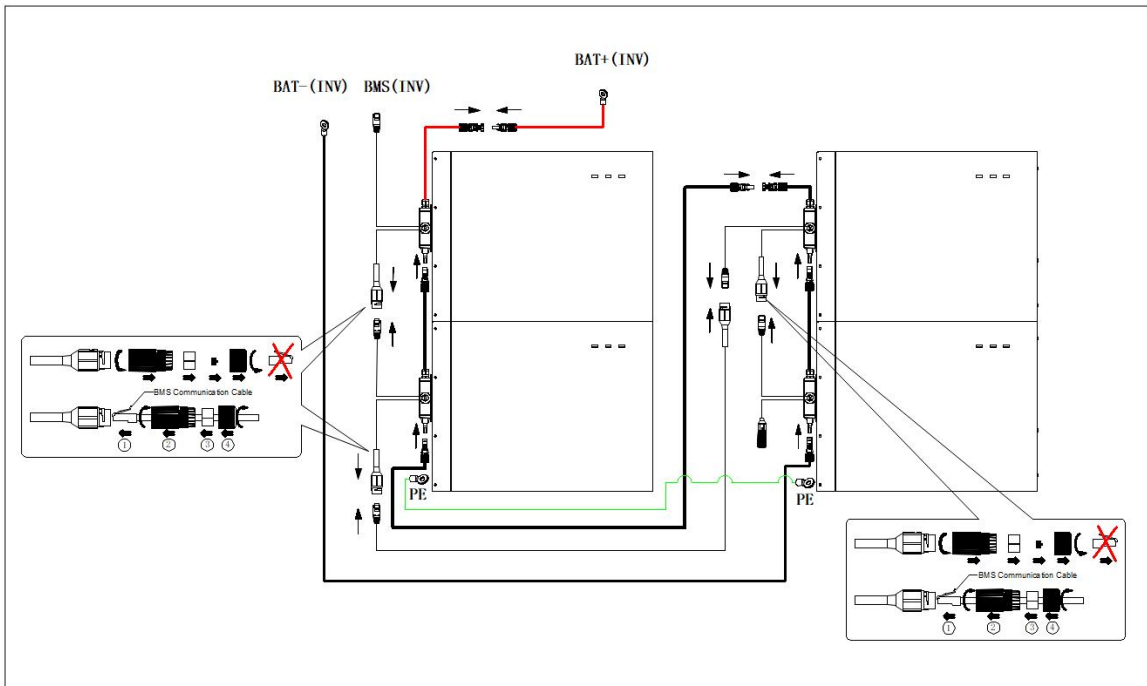 BAT+(INV)
BAT-(INV) BMS(INV)
BMS Communication Cable
1 2 3 4
PE
PE
BMS Communication Cable
1 2 3 4